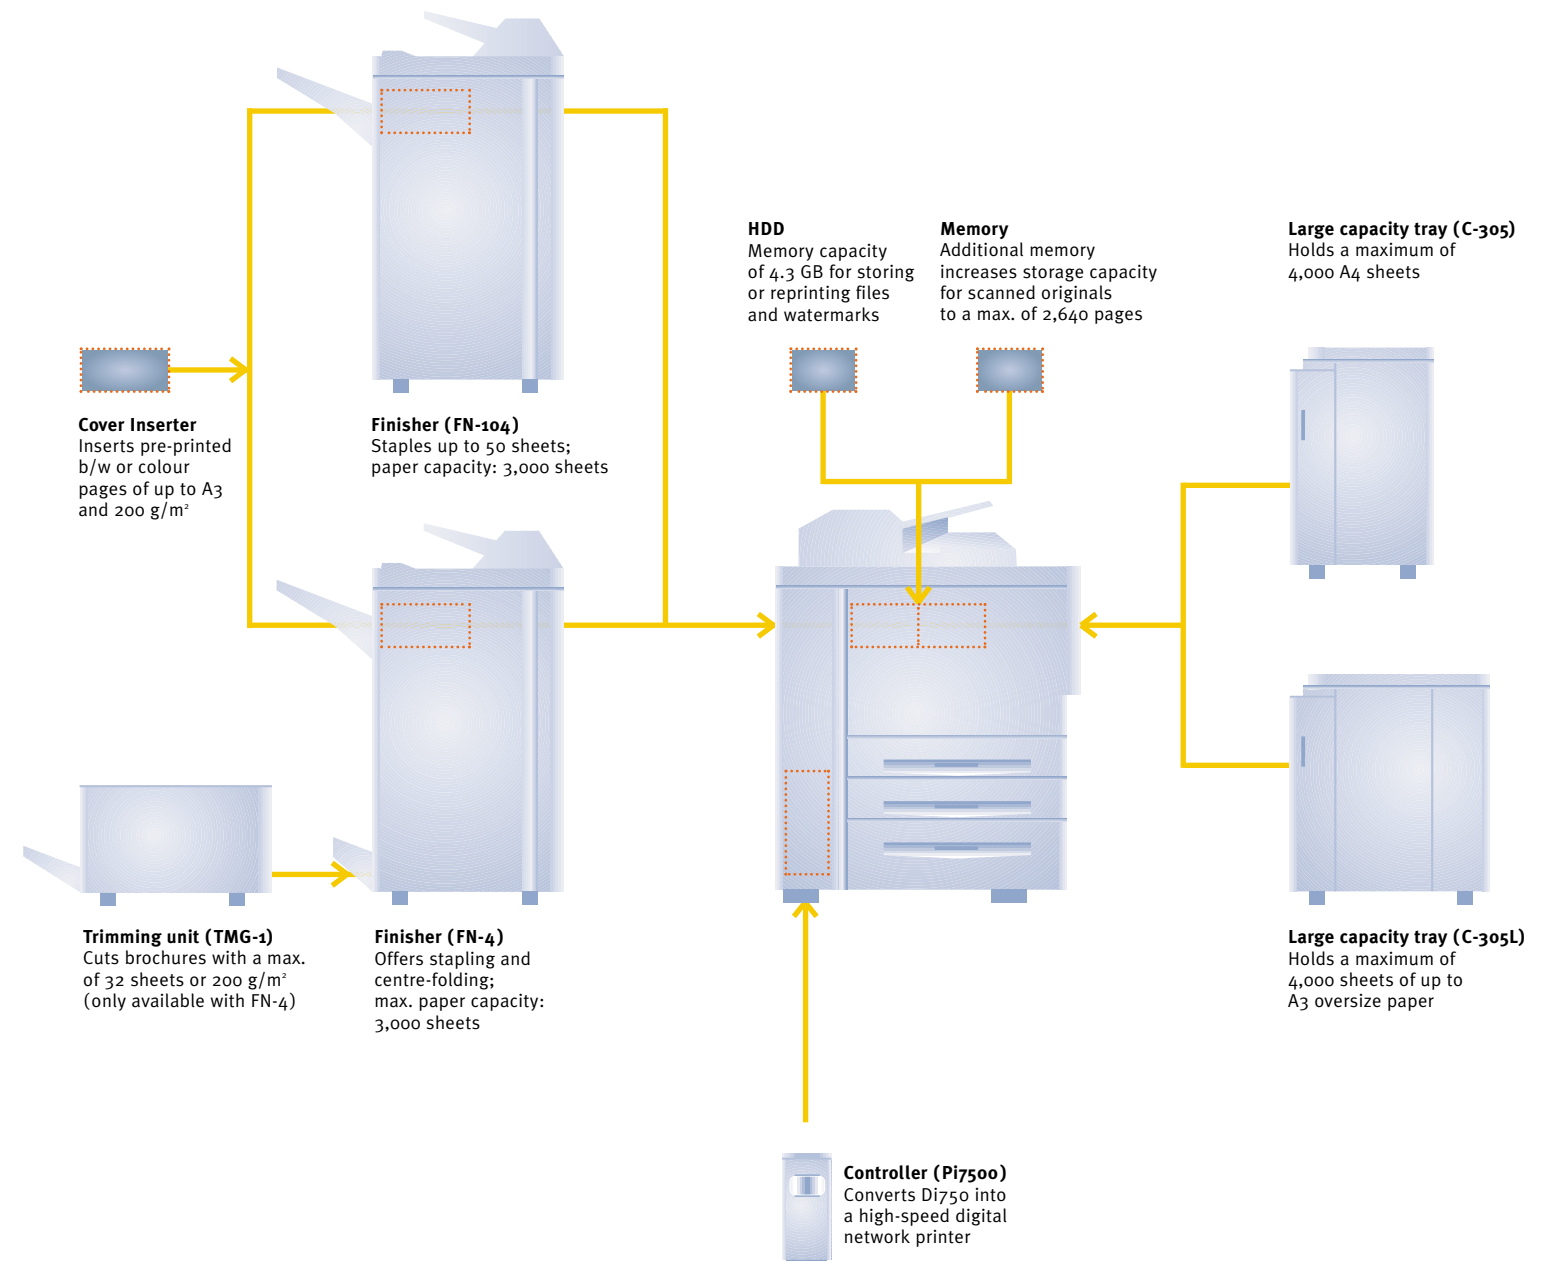 HDD
Memory capacity
of 4.3 GB for storing
or reprinting files
and watermarks
Memory
Additional memory
increases storage capacity
for scanned originals
to a max. of 2,640 pages
Large capacity tray (C-305)
Holds a maximum of
4,000 A4 sheets
Cover Inserter
Inserts pre-printed
b/w or colour
pages of up to A3
and 200 g/m²
Finisher (FN-104)
Staples up to 50 sheets;
paper capacity: 3,000 sheets
Trimming unit (TMG-1)
Cuts brochures with a max.
of 32 sheets or 200 g/m²
(only available with FN-4)
Finisher (FN-4)
Offers stapling and
centre-folding;
max. paper capacity:
3,000 sheets
Large capacity tray (C-305L)
Holds a maximum of
4,000 sheets of up to
A3 oversize paper
Controller (Pi7500)
Converts Di750 into
a high-speed digital
network printer